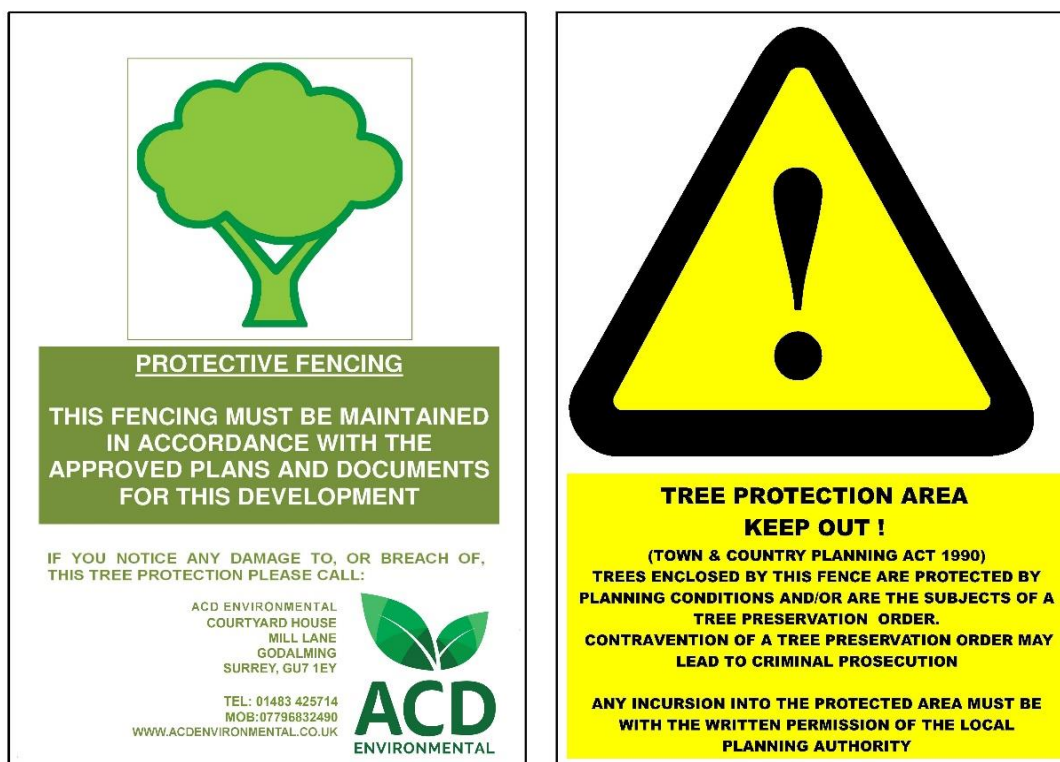 PROTECTIVE FENCING
THIS FENCING MUST BE MAINTAINED
IN ACCORDANCE WITH THE
APPROVED PLANS AND DOCUMENTS
FOR THIS DEVELOPMENT
IF YOU NOTICE ANY DAMAGE TO, OR BREACH OF,
THIS TREE PROTECTION PLEASE CALL:
ACD ENVIRONMENTAL
COURTYARD HOUSE
MILL LANE
GODALMING
SURREY, GU7 1EY
TEL: 01483 425714
MOB:07796832490
WWW.ACDENVIRONMENTAL.CO.UK
ACD
ENVIRONMENTAL
!
TREE PROTECTION AREA
KEEP OUT !
(TOWN & COUNTRY PLANNING ACT 1990)
TREES ENCLOSED BY THIS FENCE ARE PROTECTED BY
PLANNING CONDITIONS AND/OR ARE THE SUBJECTS OF A
TREE PRESERVATION ORDER.
CONTRAVENTION OF A TREE PRESERVATION ORDER MAY
LEAD TO CRIMINAL PROSECUTION
ANY INCURSION INTO THE PROTECTED AREA MUST BE
WITH THE WRITTEN PERMISSION OF THE LOCAL
PLANNING AUTHORITY